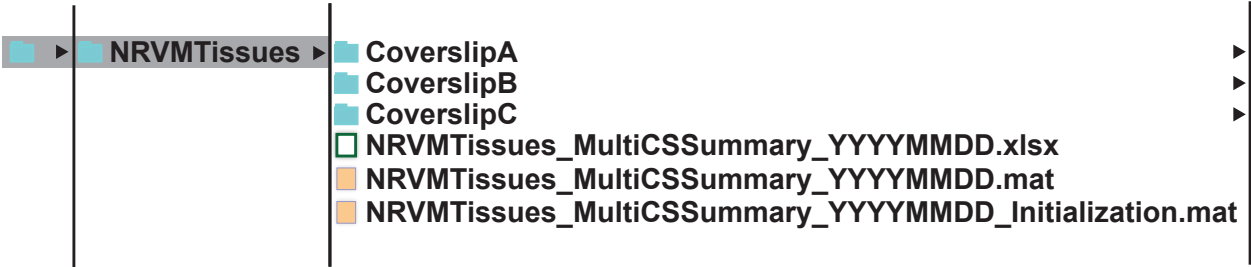 NRVMTissues
CoverslipA
CoverslipB
CoverslipC
NRVMTissues_MultiCSSummary_YYYYMMDD.xlsx
NRVMTissues_MultiCSSummary_YYYYMMDD.mat
NRVMTissues_MultiCSSummary_YYYYMMDD_Initialization.mat